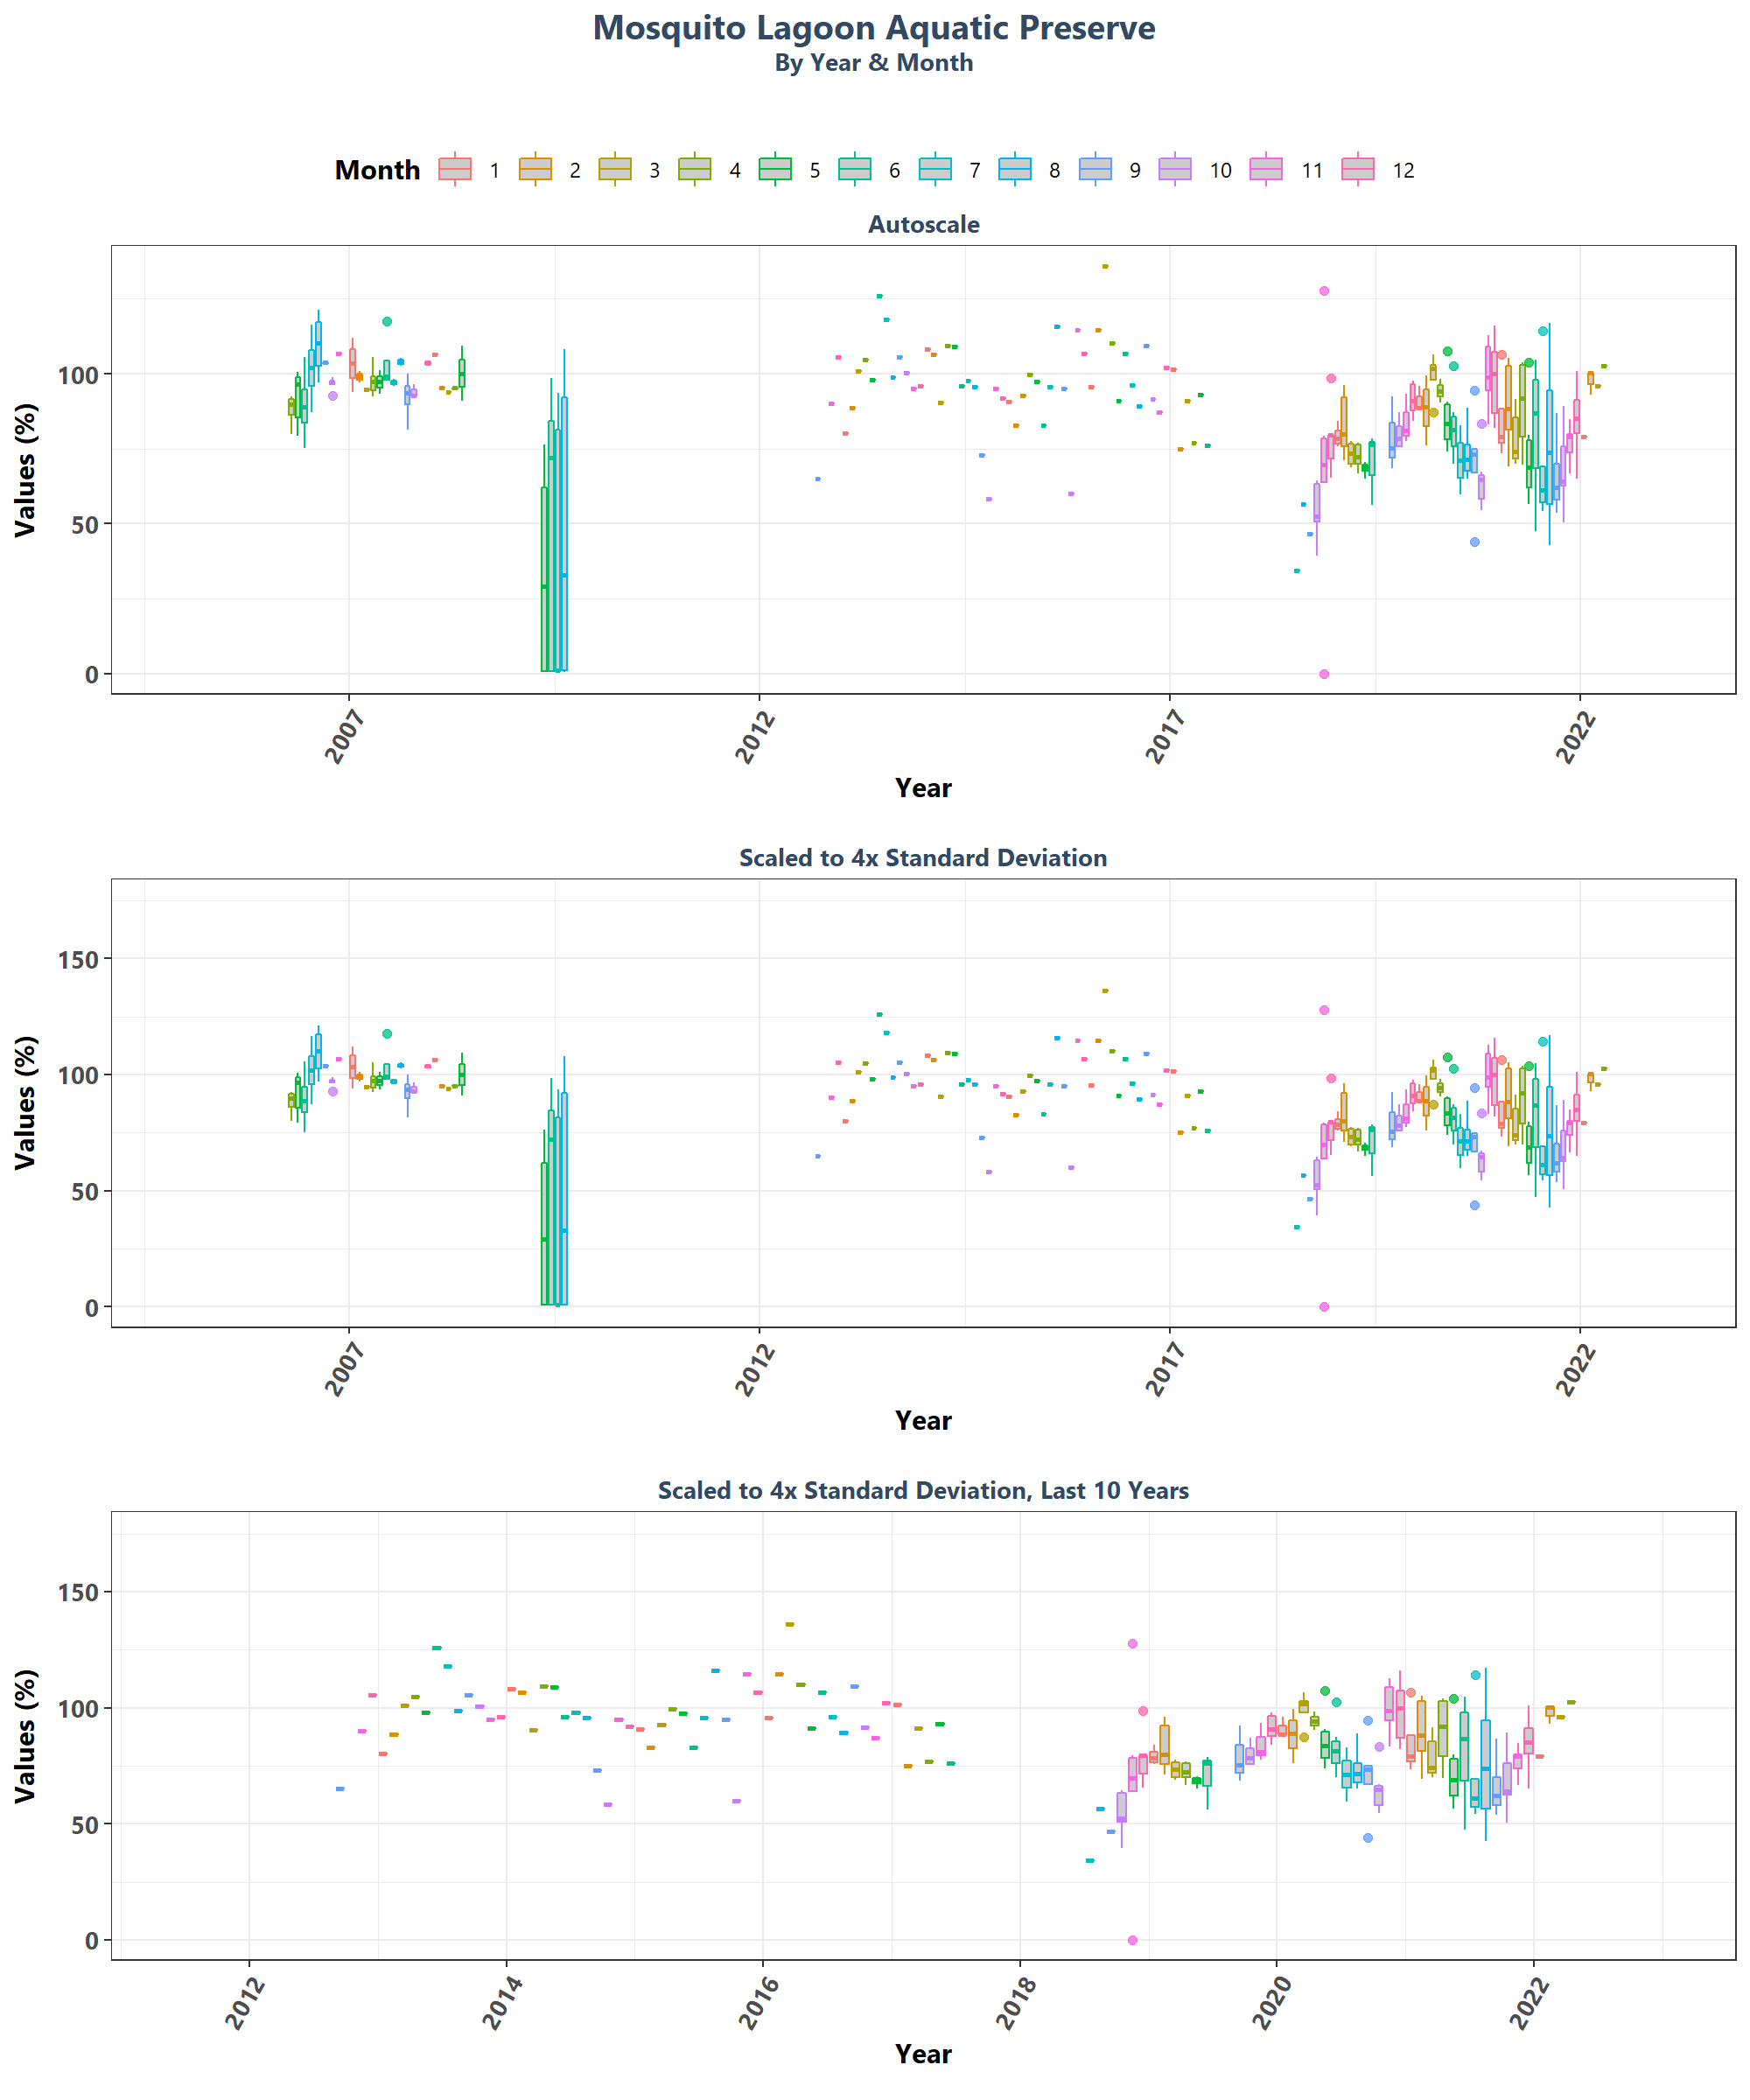 Mosquito Lagoon Aquatic Preserve
By Year & Month
Month 1 2 3 4 5 6 7 8 9 10 11 12
Autoscale
Values (%)
100
50
0
2007 2012 2017 2022
Year
Scaled to 4x Standard Deviation
Values (%)
150
100
50
0
2007 2012 2017 2022
Year
Scaled to 4x Standard Deviation, Last 10 Years
Values (%)
150
100
50
0
2012 2014 2016 2018 2020 2022
Year